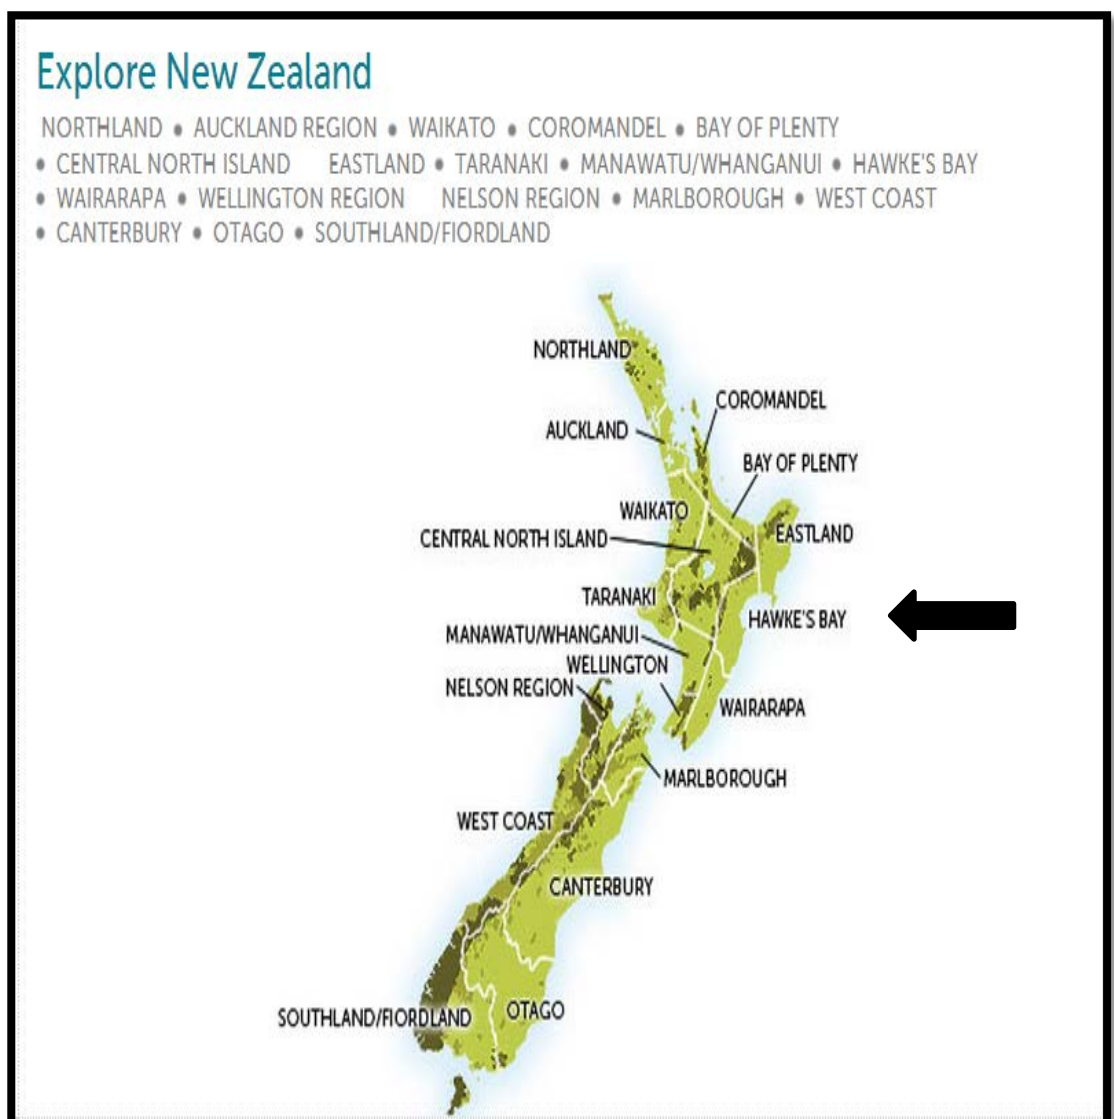 Explore New Zealand
NORTHLAND • AUCKLAND REGION • WAIKATO • COROMANDEL • BAY OF PLENTY
• CENTRAL NORTH ISLAND EASTLAND • TARANAKI • MANAWATU/WHANGANUI • HAWKE'S BAY
• WAIRARAPA • WELLINGTON REGION NELSON REGION • MARLBOROUGH • WEST COAST
• CANTERBURY • OTAGO • SOUTHLAND/FIORDLAND
NORTHLAND
COROMANDEL
AUCKLAND
BAY OF PLENTY
WAIKATO
EASTLAND
CENTRAL NORTH ISLAND
TARANAKI
HAWKE'S BAY
MANAWATU/WHANGANUI
WELLINGTON
NELSON REGION
WAIRARAPA
MARLBOROUGH
WEST COAST
CANTERBURY
OTAGO
SOUTHLAND/FIORDLAND